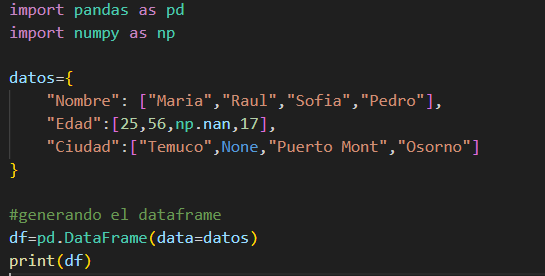 import pandas as pd
import numpy as np
datos={
"Nombre": ["Maria","Raul","Sofia","Pedro"],
"Edad":[25,56,np.nan,17],
"Ciudad":["Temuco",None,"Puerto Mont","Osorno"]
}
#generando el dataframe
df=pd.DataFrame(data=datos)
print(df)